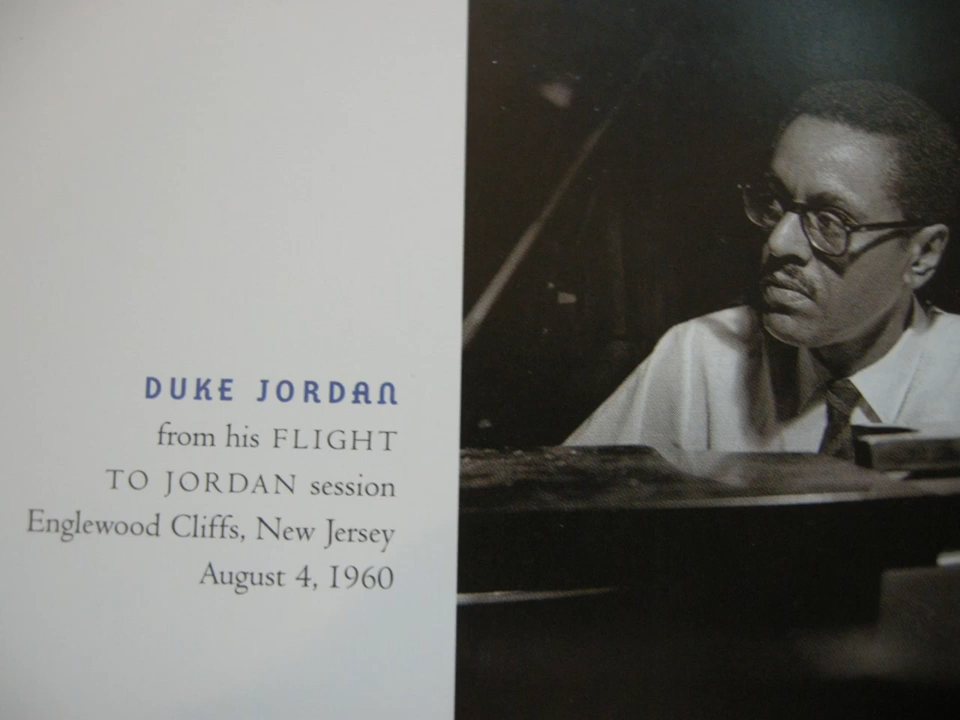 DUKE JORDAN
from his FLIGHT
TO JORDAN session
Englewood Cliffs, New Jersey
August 4, 1960